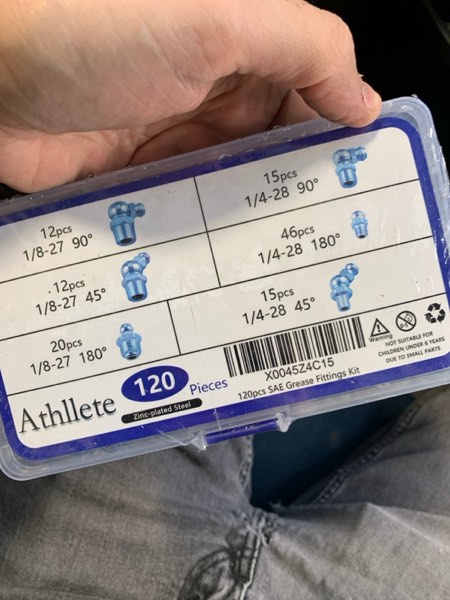 12pcs
1/8-27 90°
15pcs
1/4-28 90°
12pcs
1/8-27 45°
46pcs
1/4-28 180°
20pcs
1/8-27 180°
15pcs
1/4-28 45°
Athllete
120 Pieces
Zinc-plated Steel
X0045Z4C15
120pcs SAE Grease Fittings Kit
Warning
NOT SUITABLE FOR
CHILDREN UNDER 6 YEARS
DUE TO SMALL PARTS